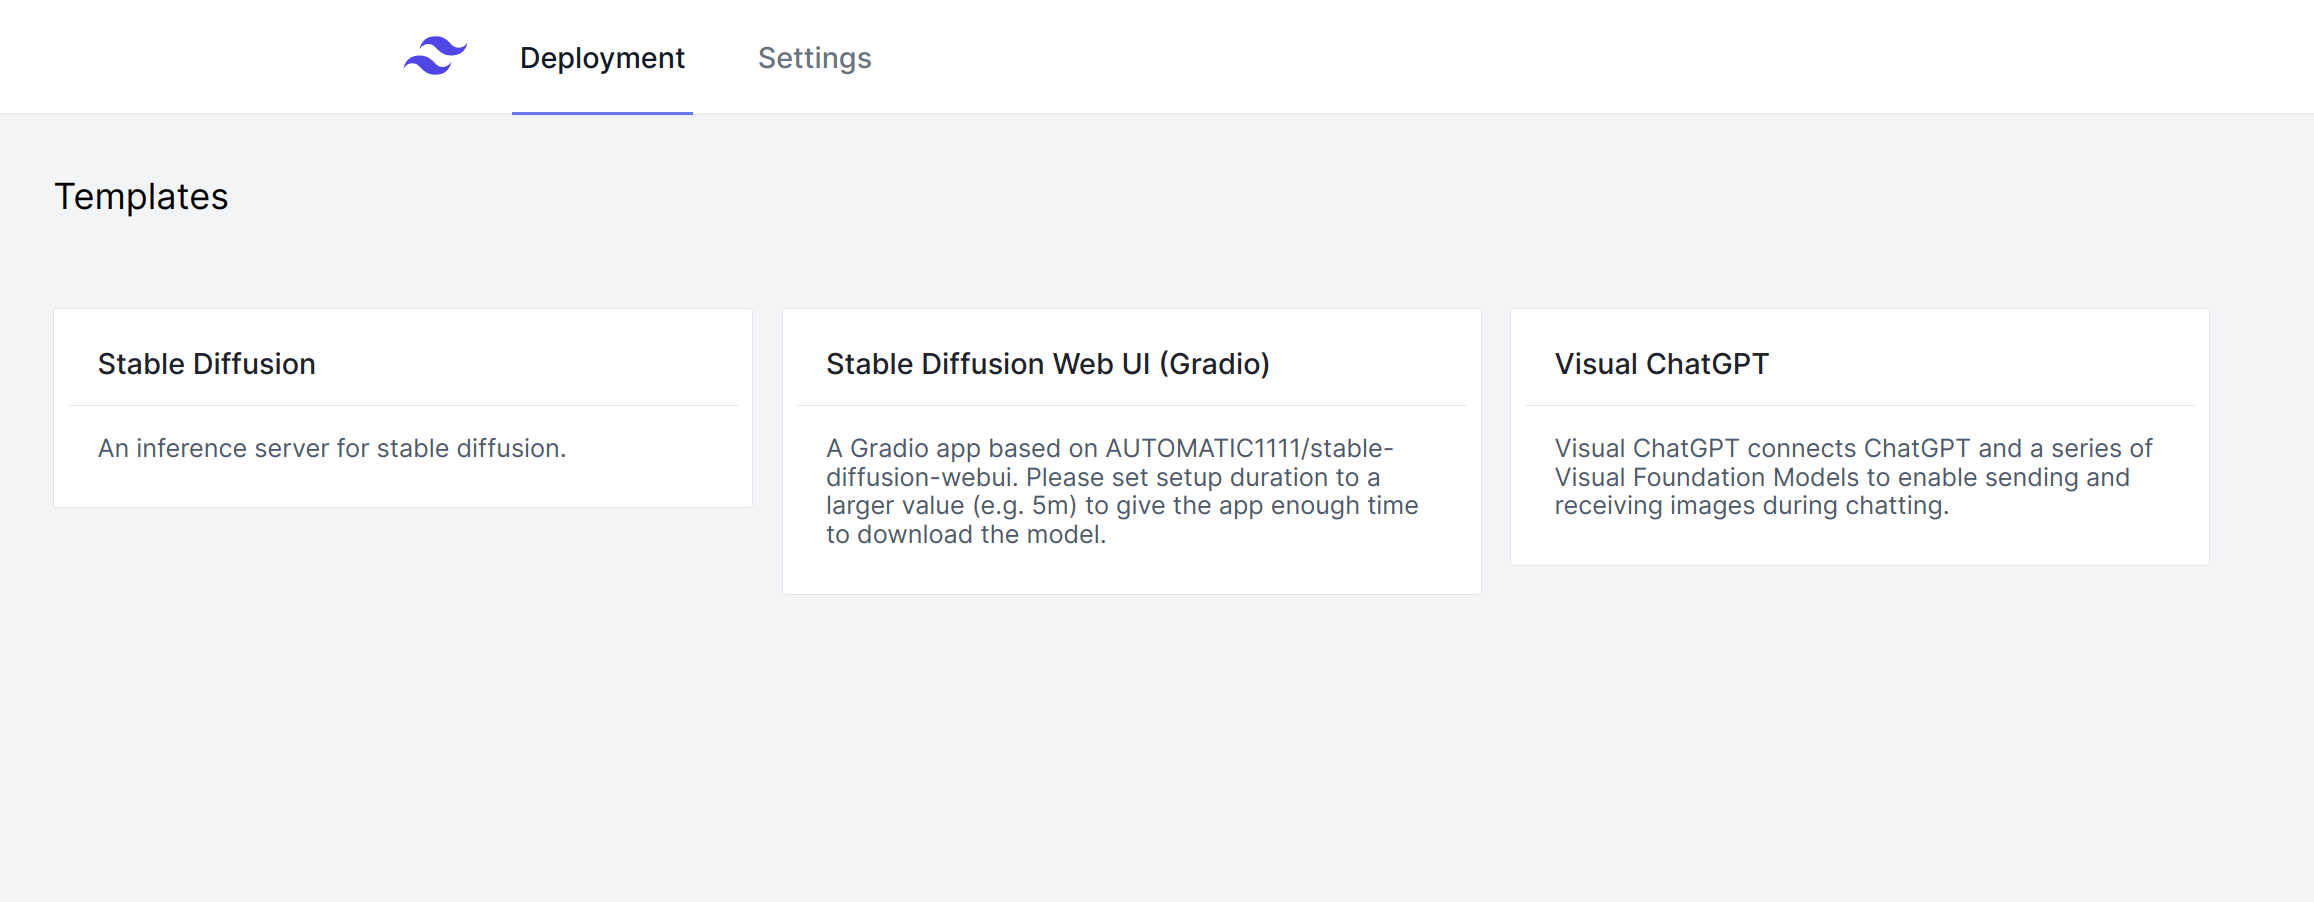 Deployment
Settings
Templates
Stable Diffusion
An inference server for stable diffusion.
Stable Diffusion Web UI (Gradio)
A Gradio app based on AUTOMATIC1111/stable-
diffusion-webui. Please set setup duration to a
larger value (e.g. 5m) to give the app enough time
to download the model.
Visual ChatGPT
Visual ChatGPT connects ChatGPT and a series of
Visual Foundation Models to enable sending and
receiving images during chatting.